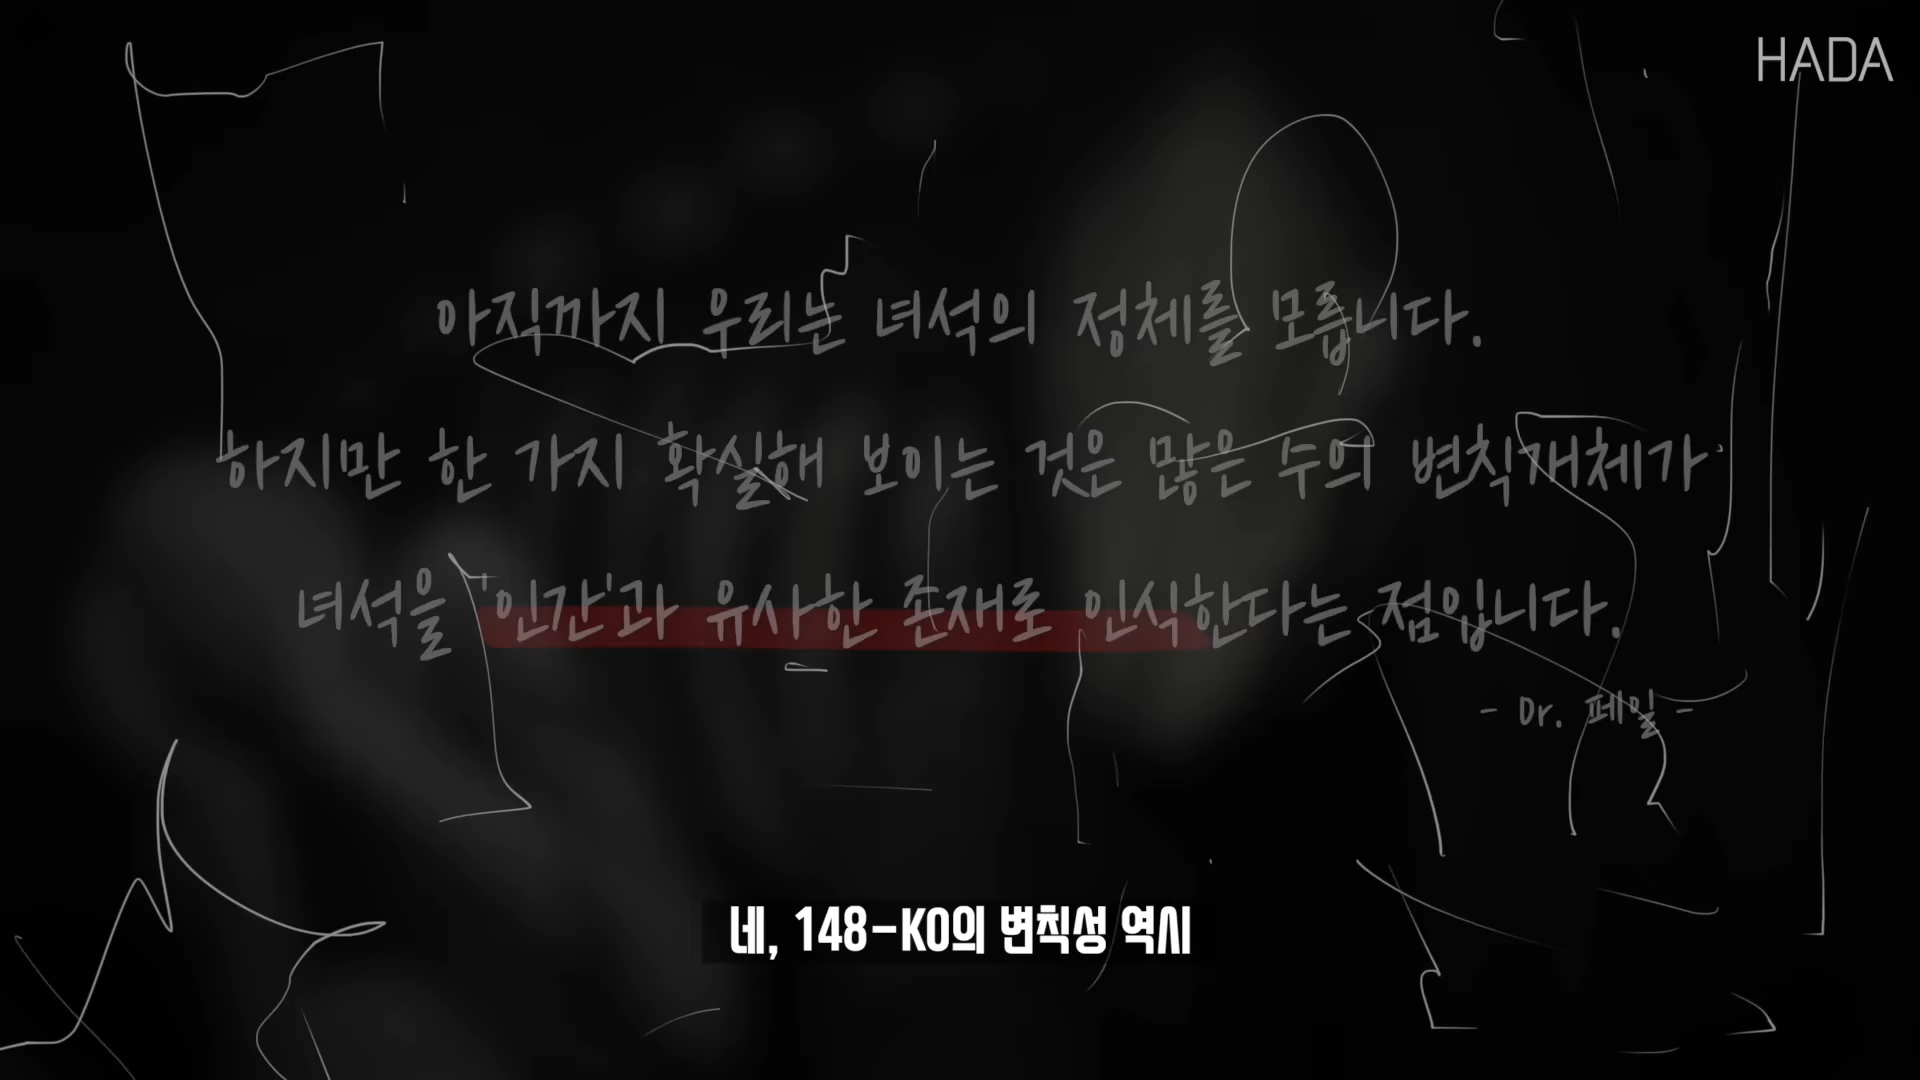 HADA
아직까지 우리는 녀석의 정체를 모릅니다.
하지만 한 가지 확실해 보이는 것은 많은 수의 변칙개체가
녀석을 '인간'과 유사한 존재로 인식한다는 점입니다.
- Dr. 페일 -
네, 148-KO의 변칙성 역시